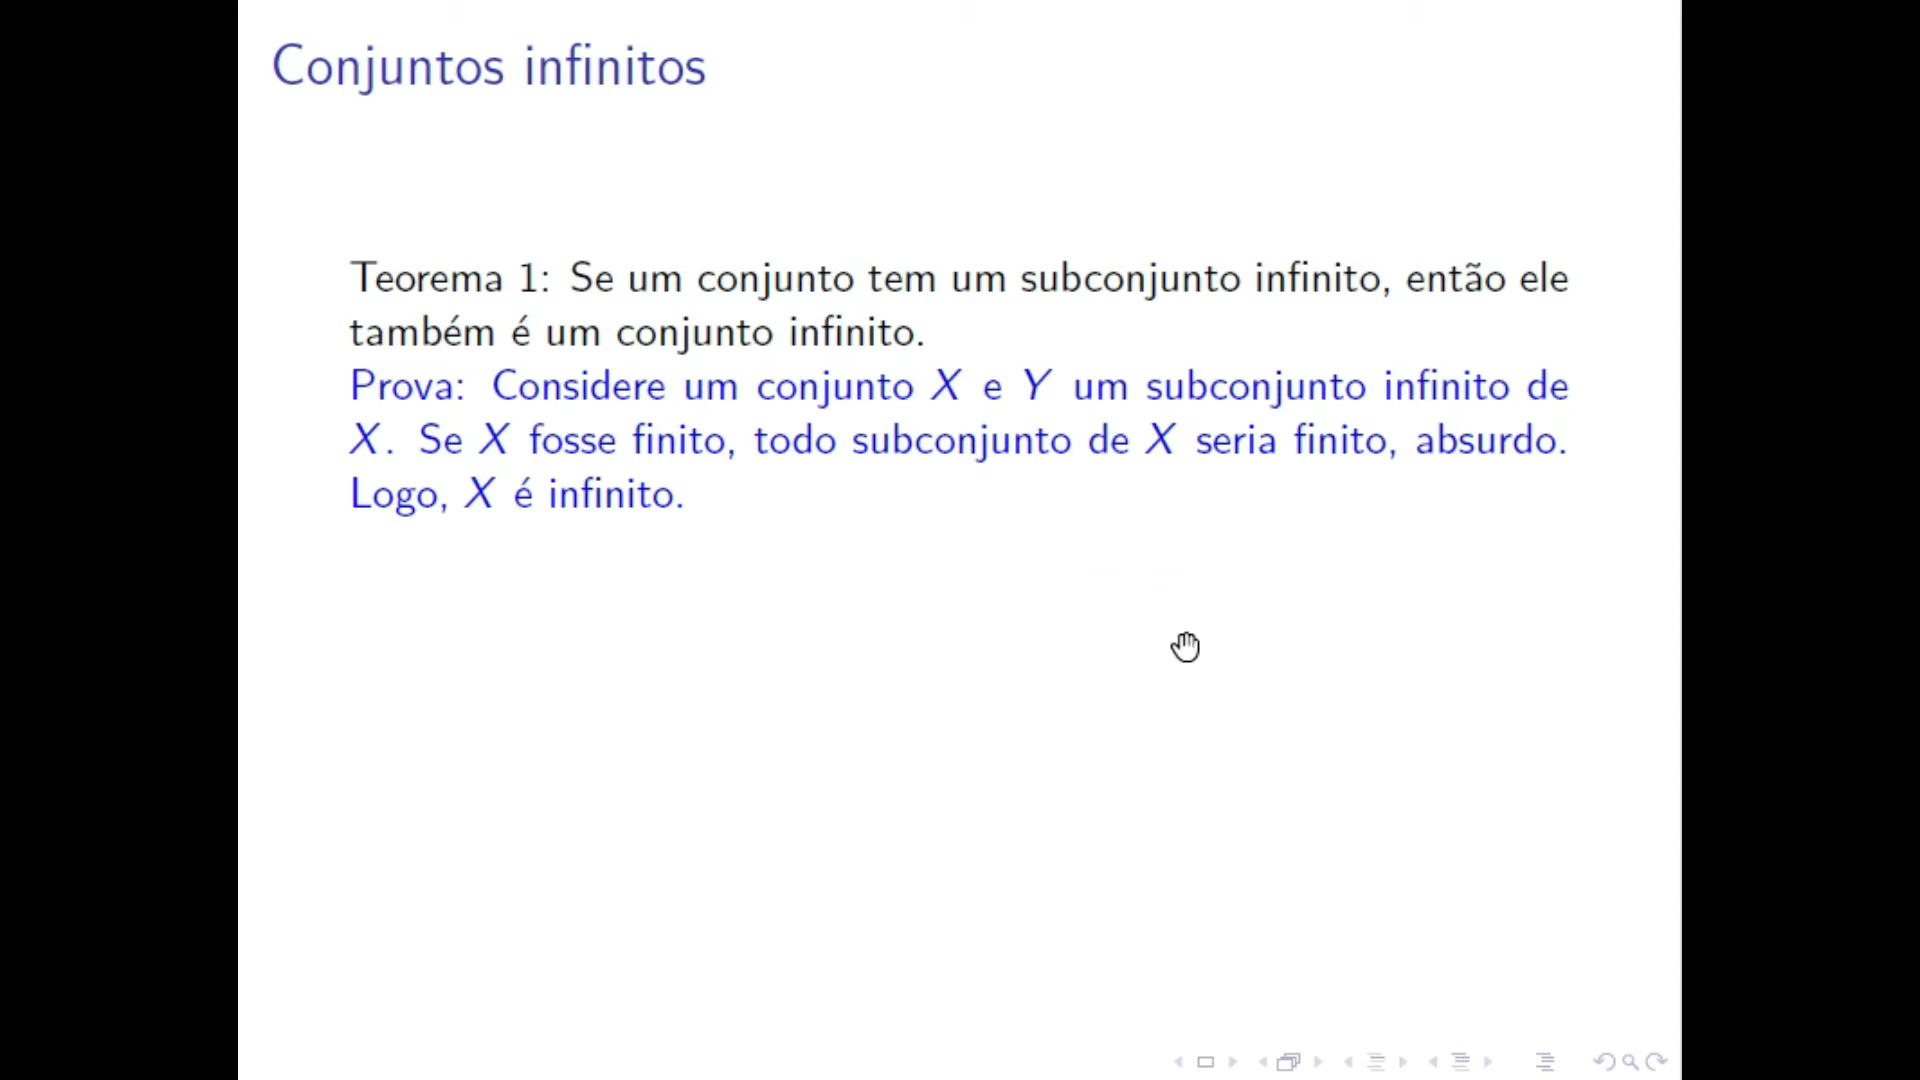 Conjuntos infinitos
Teorema 1: Se um conjunto tem um subconjunto infinito, então ele
também é um conjunto infinito.
Prova: Considere um conjunto X e Y um subconjunto infinito de
X. Se X fosse finito, todo subconjunto de X seria finito, absurdo.
Logo, X é infinito.